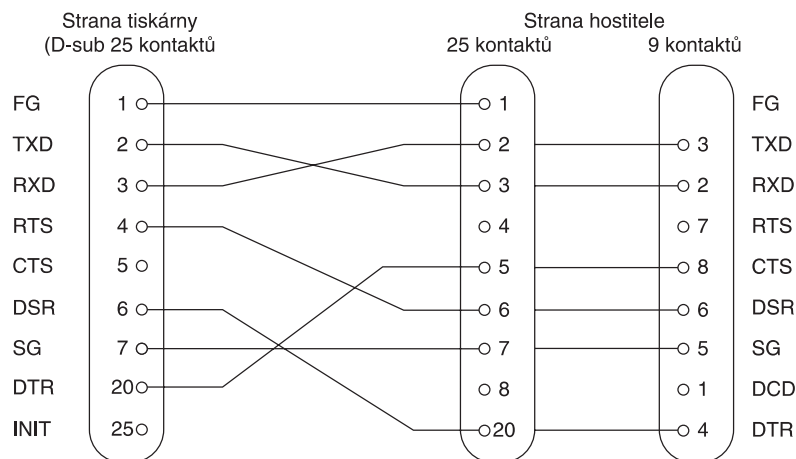 Strana tiskárny
(D-sub 25 kontaktů
Strana hostitele
25 kontaktů 9 kontaktů
FG 1 1 FG
TXD 2 2 3 TXD
RXD 3 3 2 RXD
RTS 4 4 7 RTS
CTS 5 5 8 CTS
DSR 6 6 6 DSR
SG 7 7 5 SG
DTR 20 8 1 DCD
INIT 25 20 4 DTR